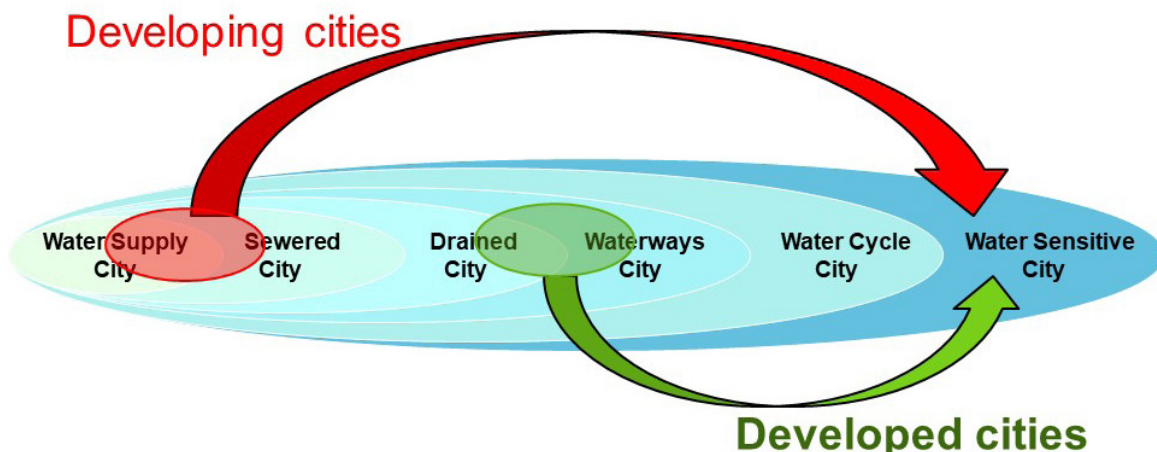 Developing cities
Water Supply
City
Sewered
City
Drained
City
Waterways
City
Water Cycle
City
Water Sensitive
City
Developed cities